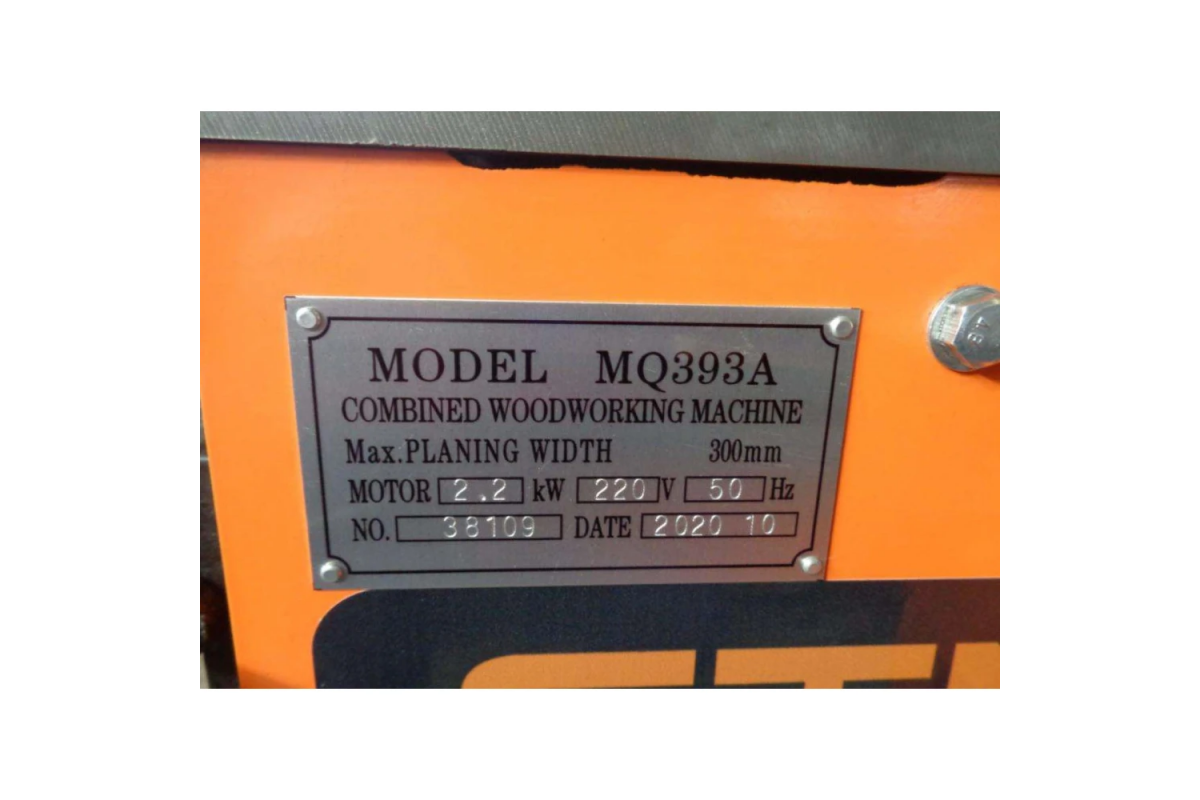 MODEL MQ393A
COMBINED WOODWORKING MACHINE
Max.PLANING WIDTH 300mm
MOTOR 2.2 kW 220 V 50 Hz
NO. 38109 DATE 2020 10